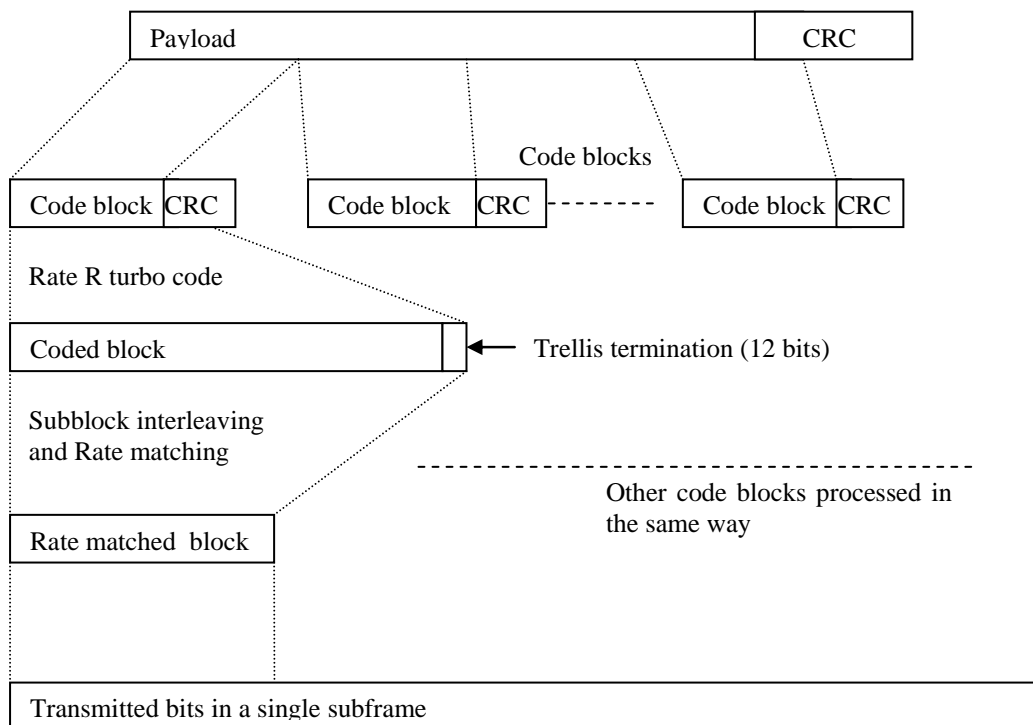 Payload CRC
Code blocks
Code block CRC Code block CRC Code block CRC
Rate R turbo code
Coded block
Trellis termination (12 bits)
Subblock interleaving
and Rate matching
Other code blocks processed in
the same way
Rate matched block
Transmitted bits in a single subframe